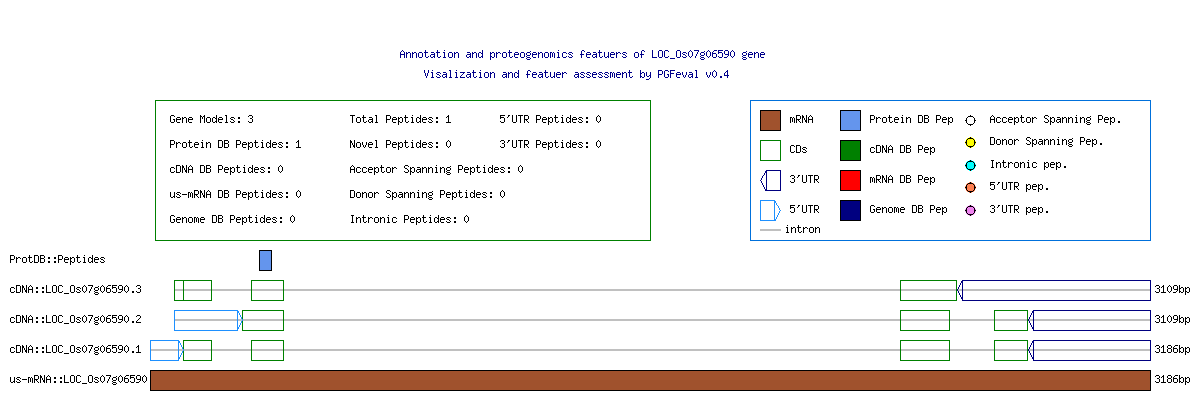 Annotation and proteogenomics featuers of LOC_Os07g06590 gene
Visalization and featuer assessment by PGFeval v0.4
Gene Models: 3 Total Peptides: 1 5'UTR Peptides: 0
Protein DB Peptides: 1 Novel Peptides: 0 3'UTR Peptides: 0
cDNA DB Peptides: 0 Acceptor Spanning Peptides: 0
us-mRNA DB Peptides: 0 Donor Spanning Peptides: 0
Genome DB Peptides: 0 Intronic Peptides: 0
mRNA Protein DB Pep Acceptor Spanning Pep.
CDs cDNA DB Pep Donor Spanning Pep.
3'UTR mRNA DB Pep Intronic pep.
5'UTR Genome DB Pep 5'UTR pep.
intron 3'UTR pep.
ProtDB::Peptides
cDNA::LOC_Os07g06590.3 3109bp
cDNA::LOC_Os07g06590.2 3109bp
cDNA::LOC_Os07g06590.1 3186bp
us-mRNA::LOC_Os07g06590 3186bp